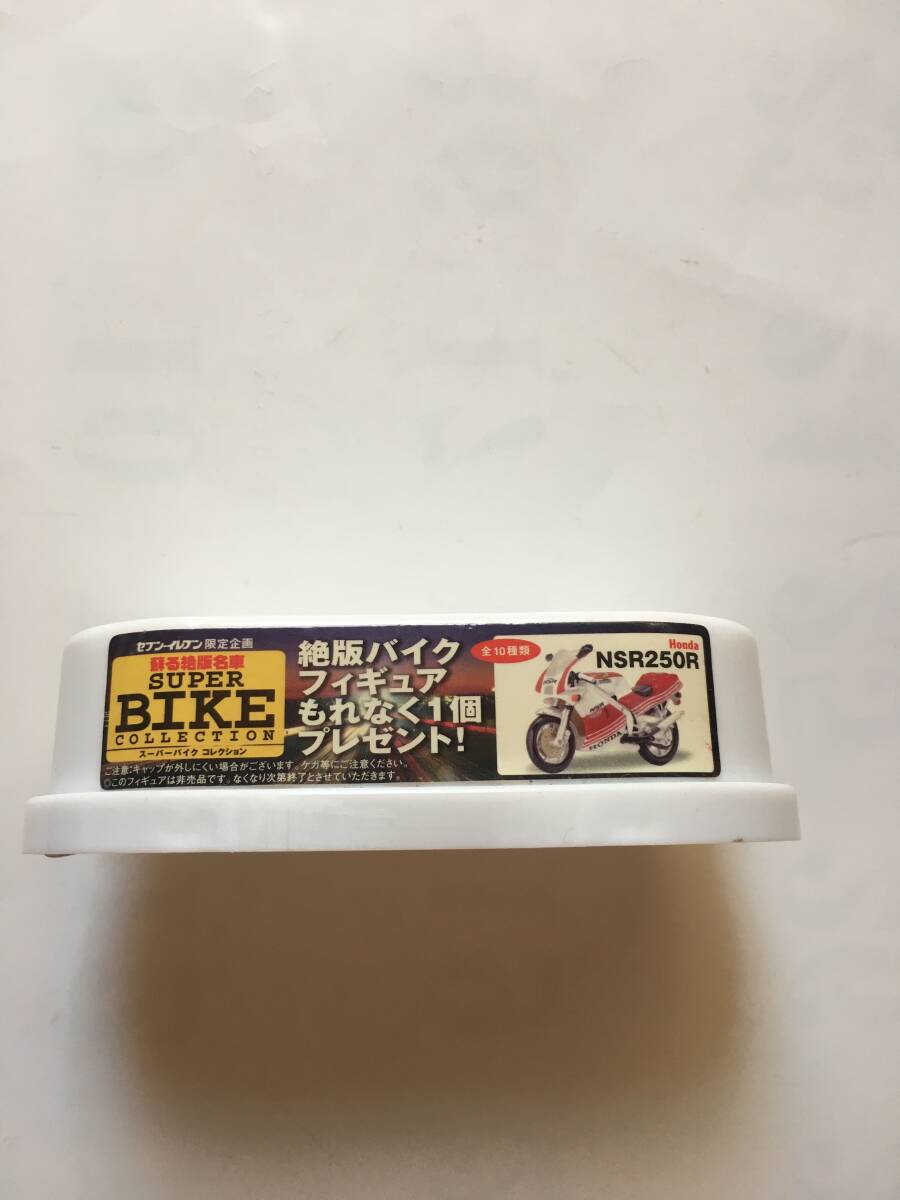 セブン-イレブン 限定企画
蘇る絶版名車
SUPER
BIKE
COLLECTION
スーパーバイク コレクション
絶版バイク
フィギュア
もれなく1個
プレゼント!
全10種類
Honda
NSR250R
HONDA
ご注意:キャップが外しにくい場合がございます。ケガ等にご注意ください。
○このフィギュアは非売品です。なくなり次第終了とさせていただきます。